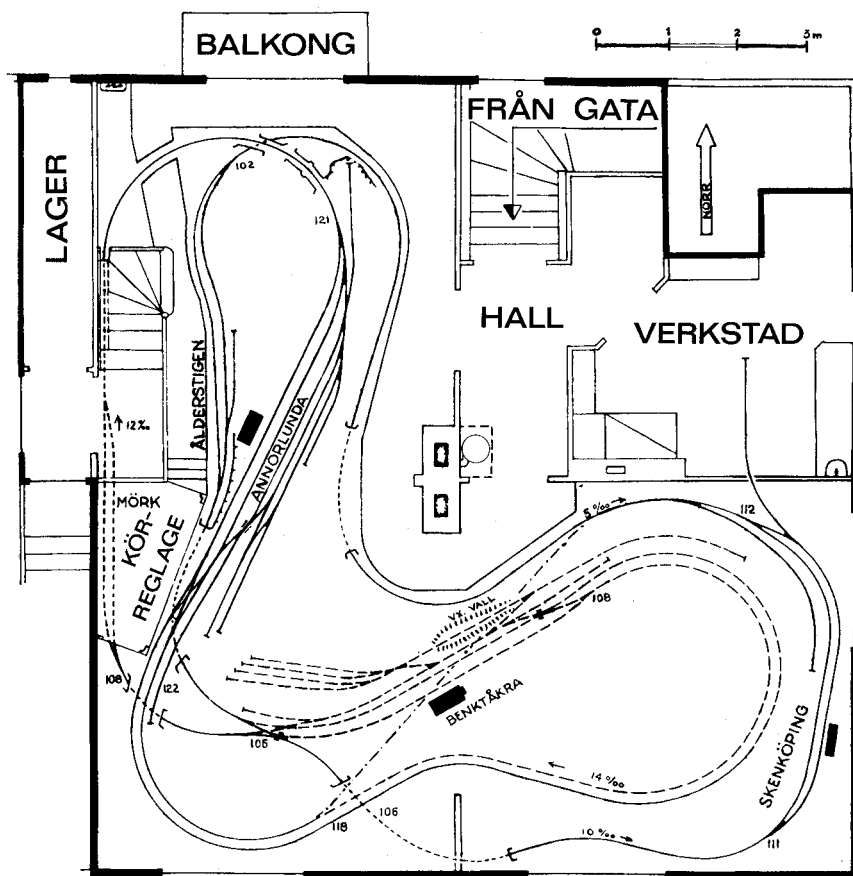 BALKONG
0 1 2 3m
FRÅN GATA
LAGER
NORR
102
121
HALL
VERKSTAD
ÅLDERSTIGEN
ANNORLUNDA
12‰
MÖRK
KÖR-
REGLAGE
5‰
112
VX. VALL
108
108
122
BENKTÅKRA
105
SKENKÖPING
14‰
118
106
10‰
111